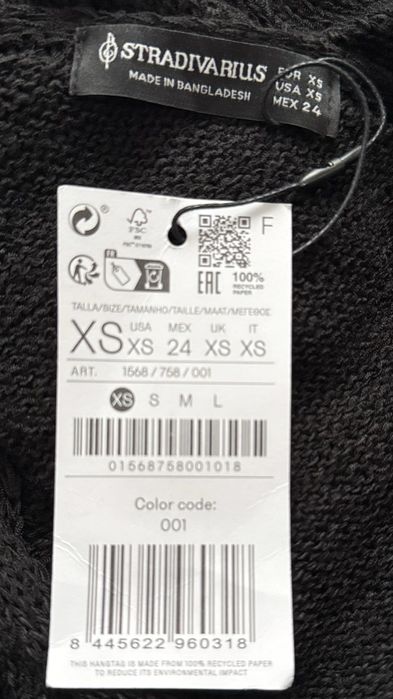 STRADIVARIUS
MADE IN BANGLADESH
EUR XS
USA XS
MEX 24
®
FSC
F
FR
EAC
100%
RECYCLED
PAPER
TALLA/SIZE/TAMANHO/TAILLE/MAAT/ΜΕΓΕΘΟΣ
XS
USA MEX UK IT
XS 24 XS XS
ART. 1568/758/001
XS S M L
01568758001018
Color code:
001
8 445622 960318
THIS HANGTAG IS MADE FROM 100% RECYCLED PAPER
TO REDUCE ITS ENVIRONMENTAL IMPACT